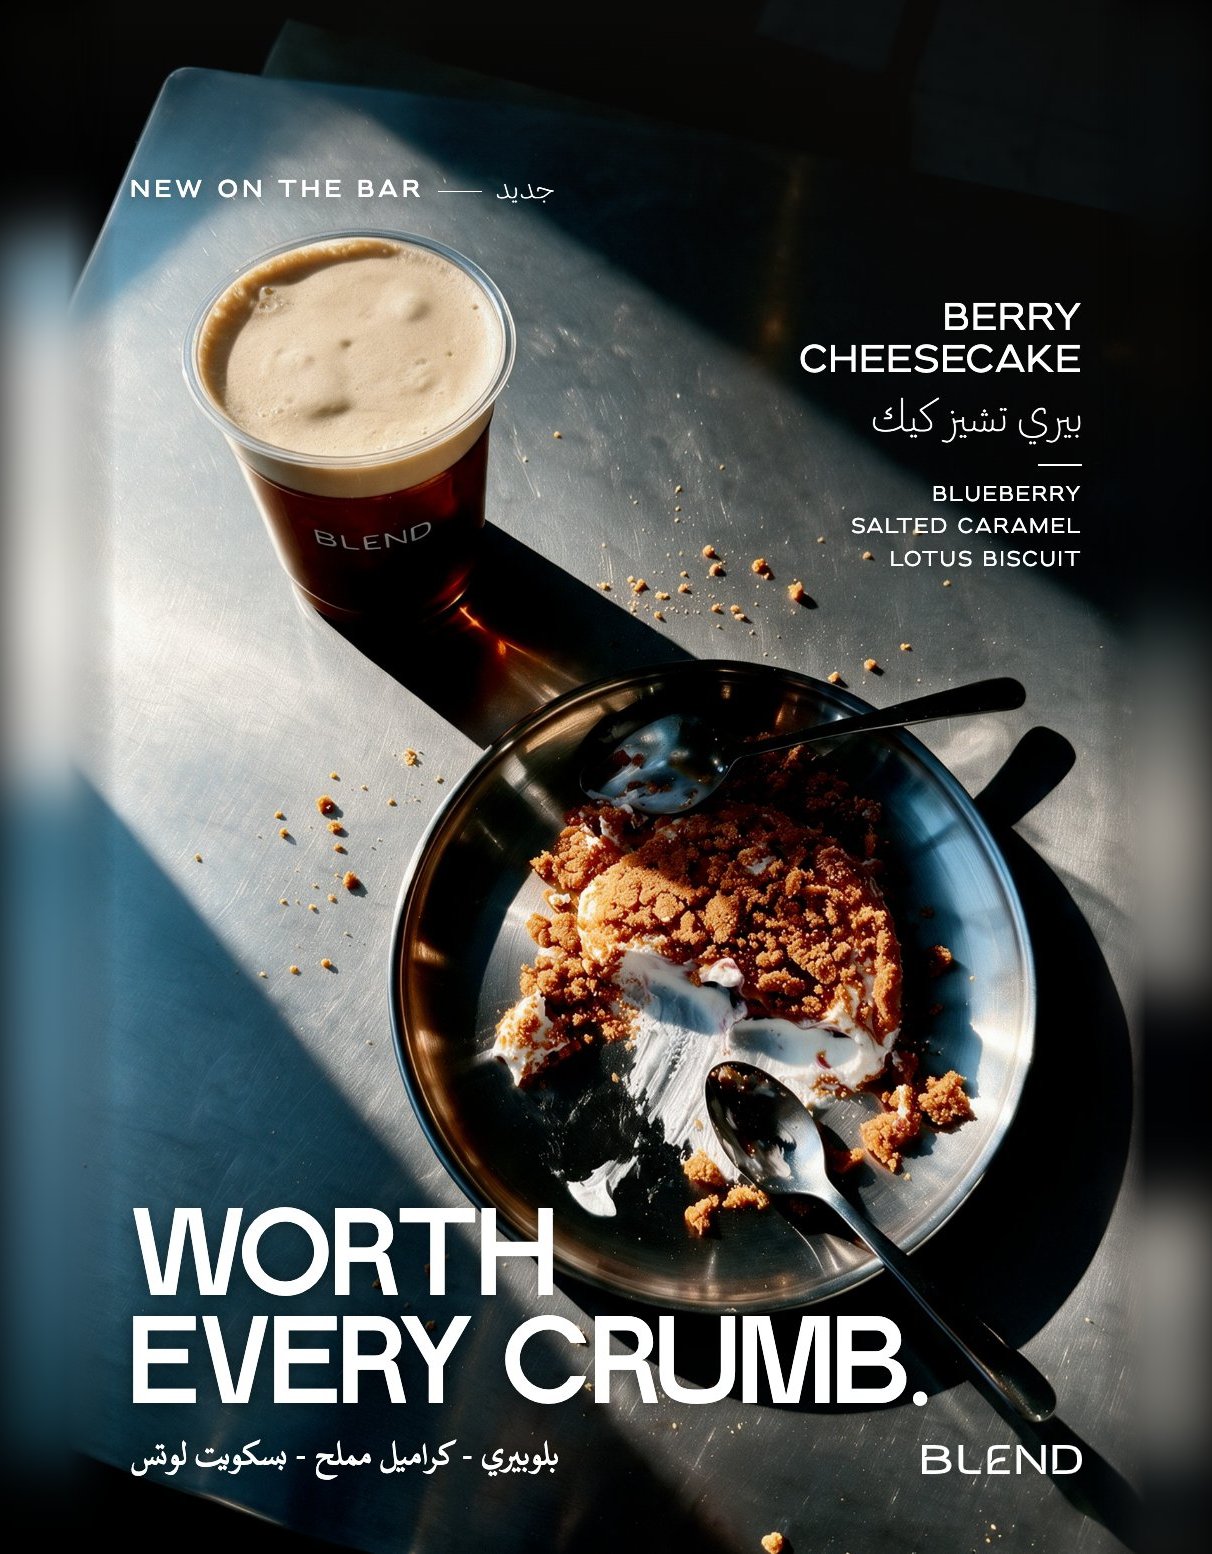 NEW ON THE BAR — جديد
BERRY
CHEESECAKE
بيري تشيز كيك
BLUEBERRY
SALTED CARAMEL
LOTUS BISCUIT
BLEND
WORTH
EVERY CRUMB.
بلوبيري - كراميل مملح - بسكويت لوتس
BLEND